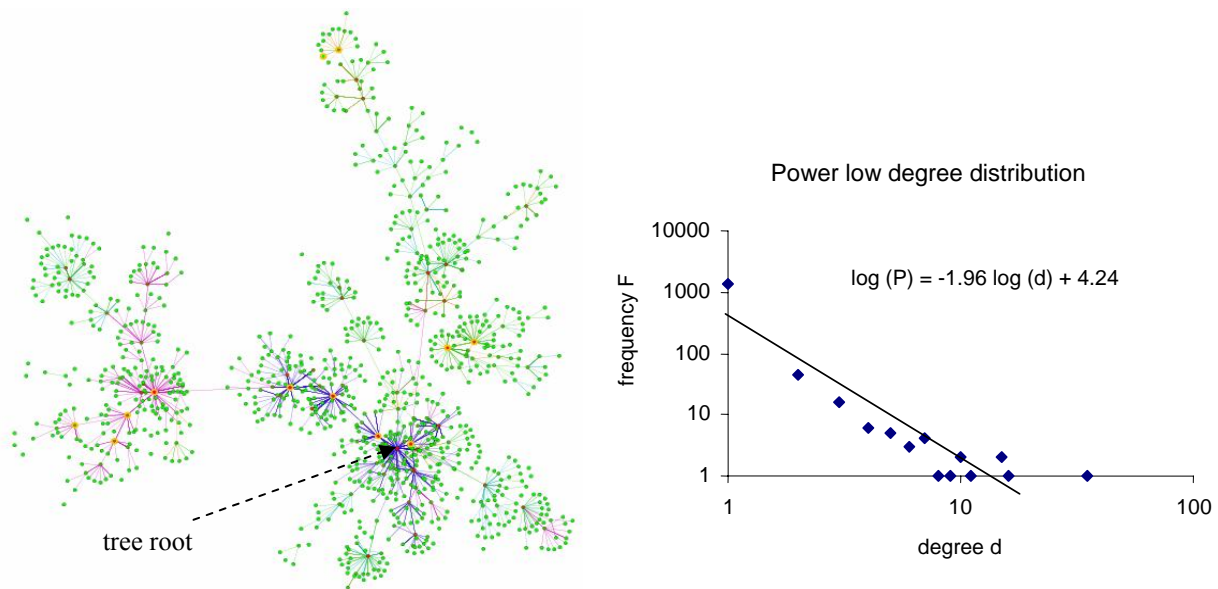 tree root
Power low degree distribution
log (P) = -1.96 log (d) + 4.24
frequency F
10000
1000
100
10
1
1
10
100
degree d